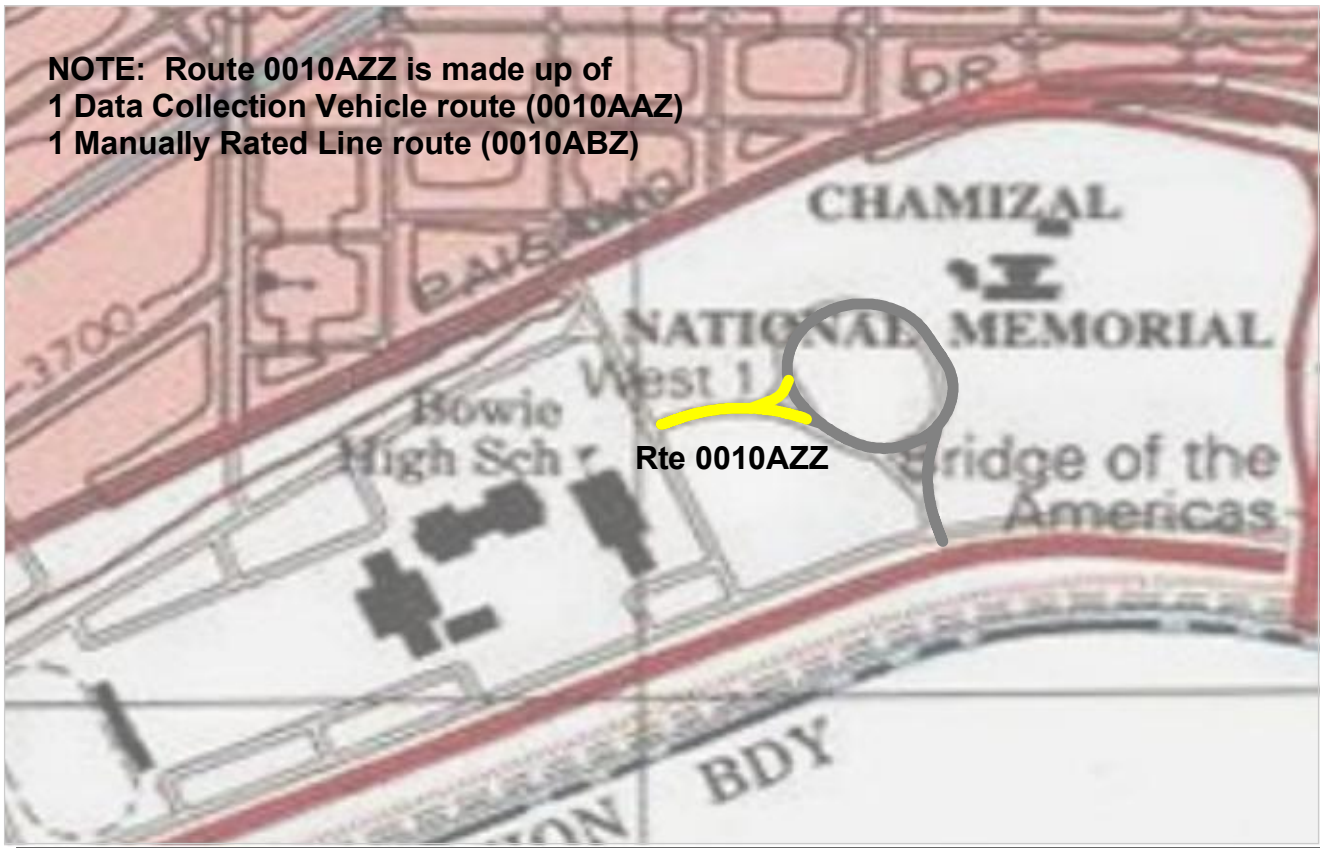 NOTE: Route 0010AZZ is made up of
1 Data Collection Vehicle route (0010AAZ)
1 Manually Rated Line route (0010ABZ)
DR
PAISANO
CHAMIZAL
NATIONAL MEMORIAL
3700
West 1
Bowie
High Sch
Rte 0010AZZ
Bridge of the
Americas
BDY